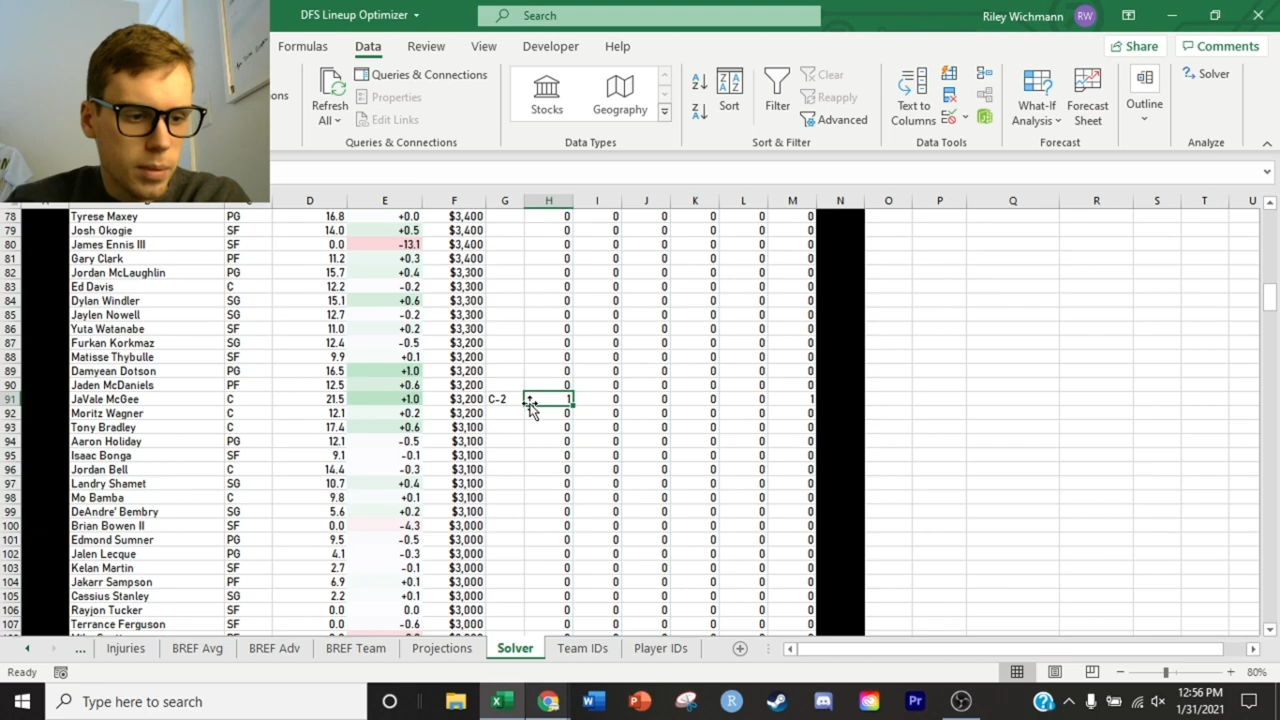 DFS Lineup Optimizer Search Riley Wichmann RW
ons Formulas Data Review View Developer Help Share Comments
Queries & Connections
Properties
Edit Links
Refresh All
Queries & Connections
Stocks Geography
Data Types
Sort Filter
Clear
Reapply
Advanced
Sort & Filter
Text to Columns
Data Tools
What-If Analysis
Forecast Sheet
Forecast
Outline
Solver
Analyze
D E F G H I J K L M N O P Q R S T U
78 Tyrese Maxey PG 16.8 +0.0 $3,400 0 0 0 0 0 0
79 Josh Okogie SF 14.0 +0.5 $3,400 0 0 0 0 0 0
80 James Ennis III SF 0.0 -13.1 $3,400 0 0 0 0 0 0
81 Gary Clark PF 11.2 +0.3 $3,400 0 0 0 0 0 0
82 Jordan McLaughlin PG 15.7 +0.4 $3,300 0 0 0 0 0 0
83 Ed Davis C 12.2 -0.2 $3,300 0 0 0 0 0 0
84 Dylan Windler SG 15.1 +0.6 $3,300 0 0 0 0 0 0
85 Jaylen Nowell SG 12.7 -0.2 $3,300 0 0 0 0 0 0
86 Yuta Watanabe SF 11.0 +0.2 $3,300 0 0 0 0 0 0
87 Furkan Korkmaz SG 12.4 -0.5 $3,200 0 0 0 0 0 0
88 Matisse Thybulle SF 9.9 +0.1 $3,200 0 0 0 0 0 0
89 Damyean Dotson PG 16.5 +1.0 $3,200 0 0 0 0 0 0
90 Jaden McDaniels PF 12.5 +0.6 $3,200 0 0 0 0 0 0
91 JaVale McGee C 21.5 +1.0 $3,200 C-2 1 0 0 0 0 1
92 Moritz Wagner C 12.1 +0.2 $3,200 0 0 0 0 0 0
93 Tony Bradley C 17.4 +0.6 $3,100 0 0 0 0 0 0
94 Aaron Holiday PG 12.1 -0.5 $3,100 0 0 0 0 0 0
95 Isaac Bonga SF 9.1 -0.1 $3,100 0 0 0 0 0 0
96 Jordan Bell C 14.4 -0.3 $3,100 0 0 0 0 0 0
97 Landry Shamet SG 10.7 +0.4 $3,100 0 0 0 0 0 0
98 Mo Bamba C 9.8 +0.1 $3,100 0 0 0 0 0 0
99 DeAndre' Bembry SG 5.6 +0.2 $3,100 0 0 0 0 0 0
100 Brian Bowen II SF 0.0 -4.3 $3,000 0 0 0 0 0 0
101 Edmond Sumner PG 9.5 -0.5 $3,000 0 0 0 0 0 0
102 Jalen Lecque PG 4.1 -0.3 $3,000 0 0 0 0 0 0
103 Kelan Martin SF 2.7 -0.1 $3,000 0 0 0 0 0 0
104 Jakarr Sampson PF 6.9 +0.1 $3,000 0 0 0 0 0 0
105 Cassius Stanley SG 2.2 +0.1 $3,000 0 0 0 0 0 0
106 Rayjon Tucker SF 0.0 0.0 $3,000 0 0 0 0 0 0
107 Terrance Ferguson SF 0.0 -0.6 $3,000 0 0 0 0 0 0
... Injuries BREF Avg BREF Adv BREF Team Projections Solver Team IDs Player IDs
Ready 80%
Type here to search 12:56 PM
1/31/2021